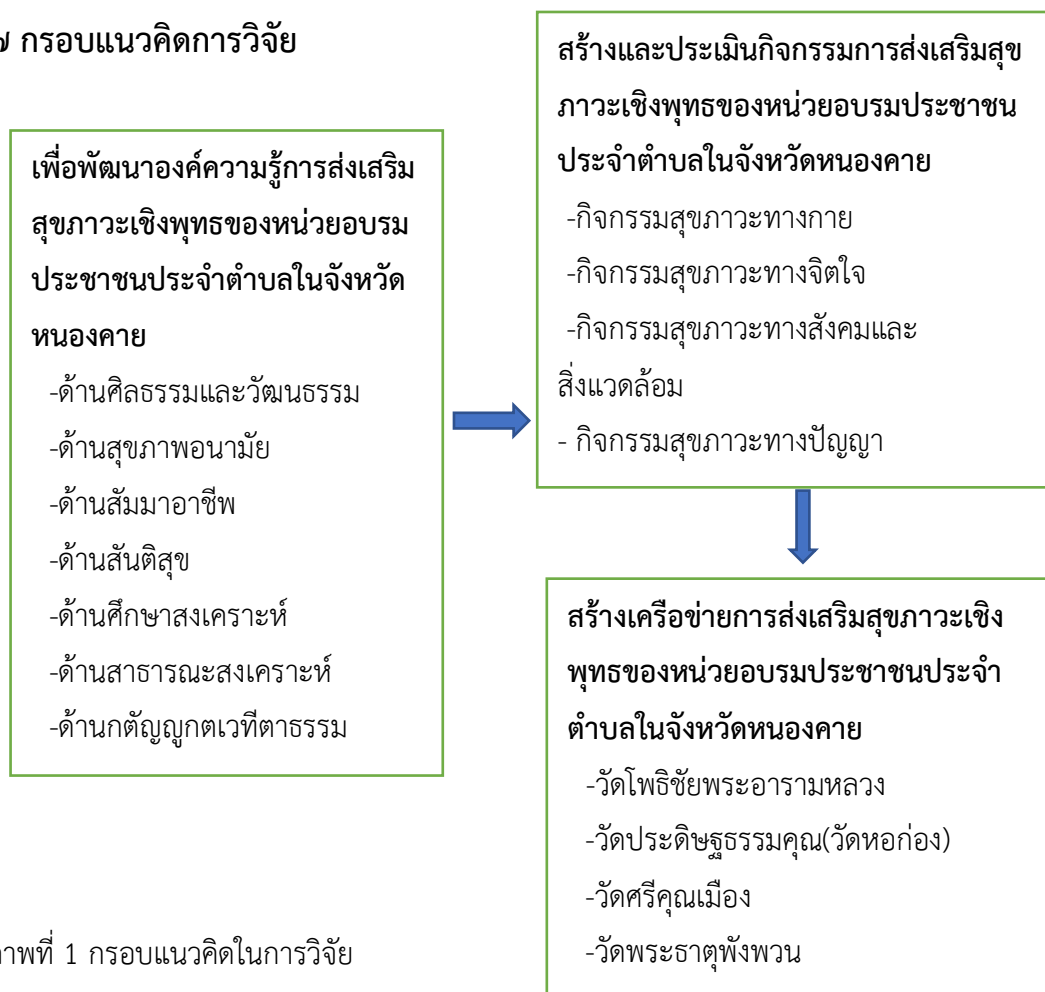 ๗ กรอบแนวคิดการวิจัย
เพื่อพัฒนาองค์ความรู้การส่งเสริม
สุขภาวะเชิงพุทธของหน่วยอบรม
ประชาชนประจำตำบลในจังหวัด
หนองคาย
-ด้านศิลธรรมและวัฒนธรรม
-ด้านสุขภาพอนามัย
-ด้านสัมมาอาชีพ
-ด้านสันติสุข
-ด้านศึกษาสงเคราะห์
-ด้านสาธารณะสงเคราะห์
-ด้านกตัญญูกตเวทีตาธรรม
สร้างและประเมินกิจกรรมการส่งเสริมสุข
ภาวะเชิงพุทธของหน่วยอบรมประชาชน
ประจำตำบลในจังหวัดหนองคาย
-กิจกรรมสุขภาวะทางกาย
-กิจกรรมสุขภาวะทางจิตใจ
-กิจกรรมสุขภาวะทางสังคมและ
สิ่งแวดล้อม
- กิจกรรมสุขภาวะทางปัญญา
สร้างเครือข่ายการส่งเสริมสุขภาวะเชิง
พุทธของหน่วยอบรมประชาชนประจำ
ตำบลในจังหวัดหนองคาย
-วัดโพธิชัยพระอารามหลวง
-วัดประดิษฐธรรมคุณ(วัดหอก่อง)
-วัดศรีคุณเมือง
-วัดพระธาตุพังพวน
าพที่ 1 กรอบแนวคิดในการวิจัย